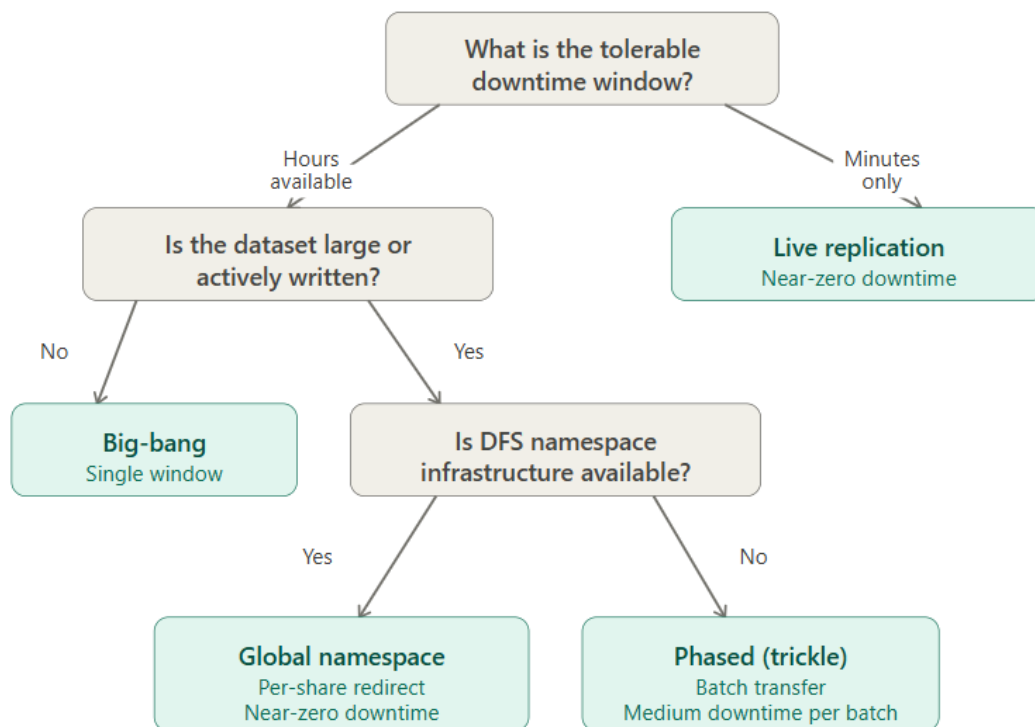 What is the tolerable
downtime window?
Hours
available
Minutes
only
Is the dataset large or
actively written?
Live replication
Near-zero downtime
No
Yes
Big-bang
Single window
Is DFS namespace
infrastructure available?
Yes
No
Global namespace
Per-share redirect
Near-zero downtime
Phased (trickle)
Batch transfer
Medium downtime per batch